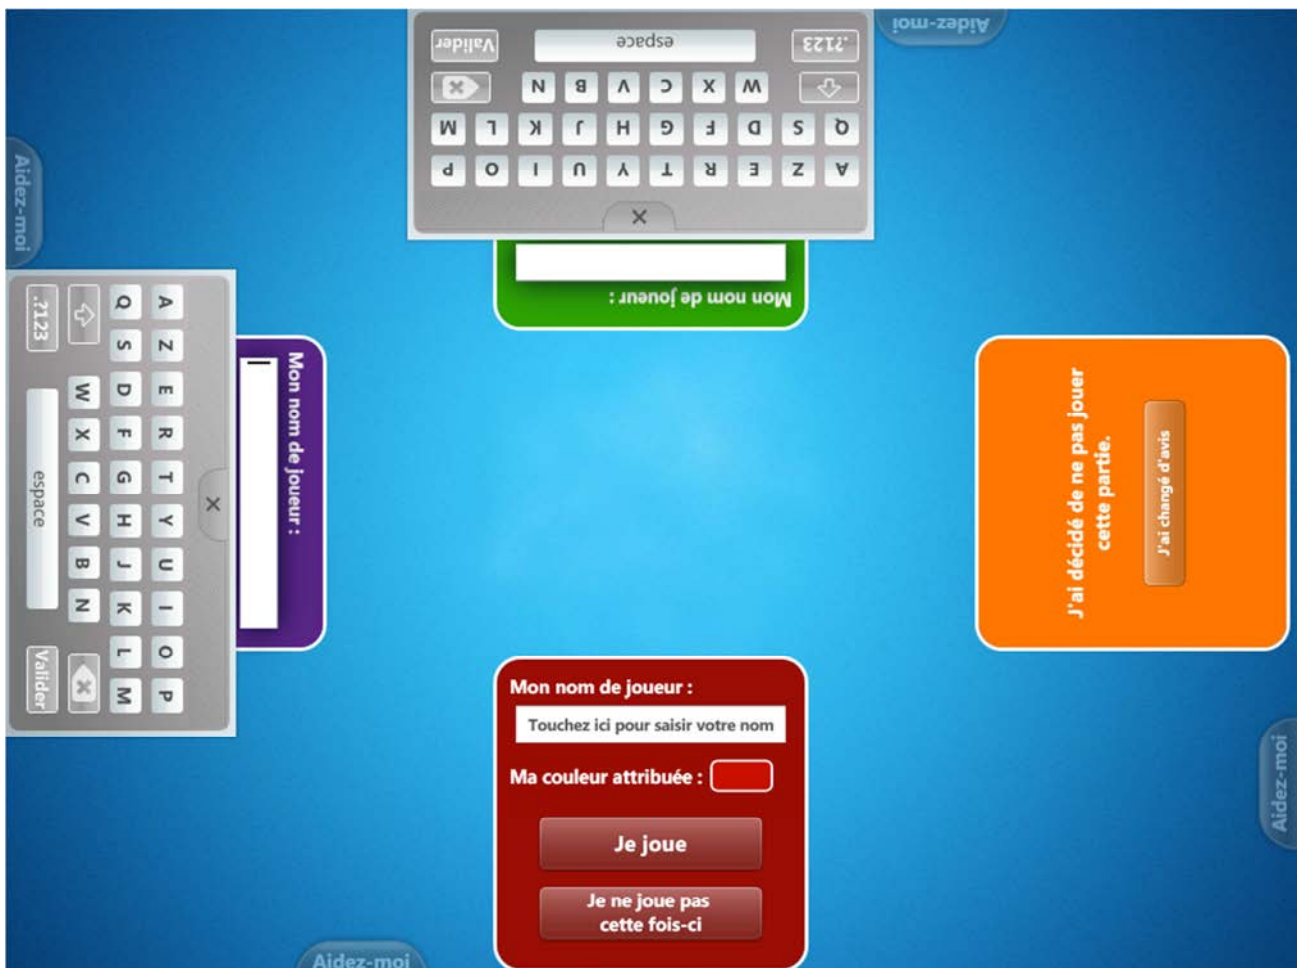 Aidez-moi
A Z E R T Y U I O P
Q S D F G H J K L M
W X C V B N
.?123 espace Valider
Mon nom de joueur :
Aidez-moi
A Z E R T Y U I O P
Q S D F G H J K L M
W X C V B N
.?123 espace Valider
Mon nom de joueur :
J'ai décidé de ne pas jouer
cette partie.
J'ai changé d'avis
Aidez-moi
Mon nom de joueur :
Touchez ici pour saisir votre nom
Ma couleur attribuée :
Je joue
Je ne joue pas
cette fois-ci
Aidez-moi